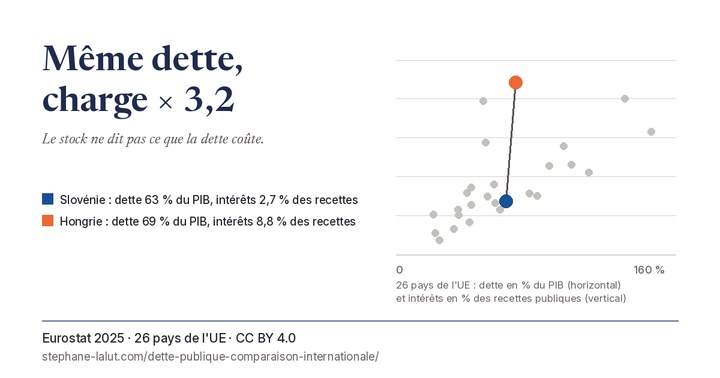 Même dette,
charge × 3,2
Le stock ne dit pas ce que la dette coûte.
Slovénie : dette 63 % du PIB, intérêts 2,7 % des recettes
Hongrie : dette 69 % du PIB, intérêts 8,8 % des recettes
0
160 %
26 pays de l'UE : dette en % du PIB (horizontal)
et intérêts en % des recettes publiques (vertical)
Eurostat 2025 · 26 pays de l'UE · CC BY 4.0
stephane-lalut.com/dette-publique-comparaison-internationale/